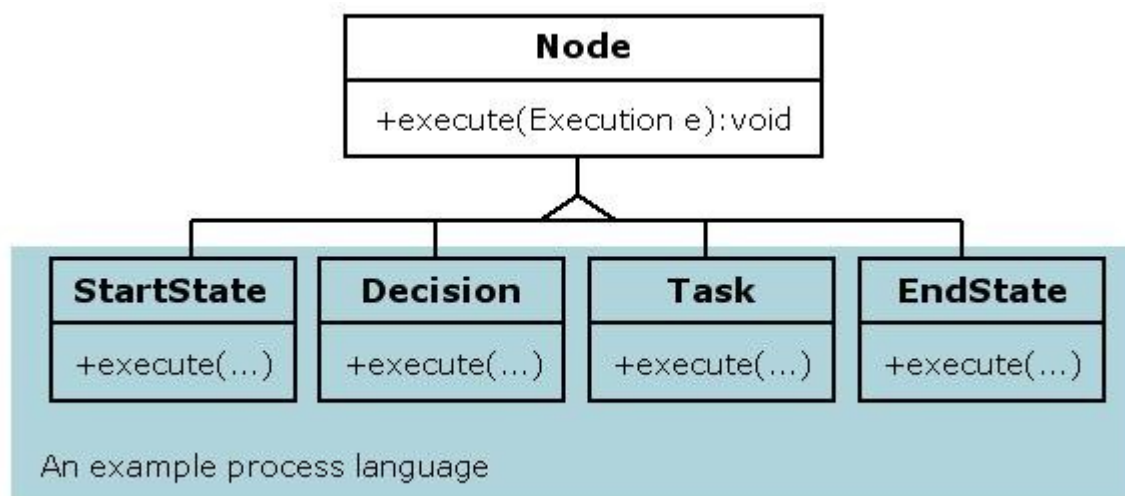 Node
+execute(Execution e):void
StartState
Decision
Task
EndState
+execute(...)
+execute(...)
+execute(...)
+execute(...)
An example process language